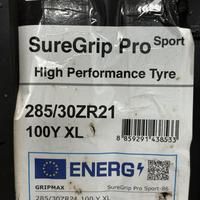 SureGrip Pro Sport
High Performance Tyre
285/30ZR21
100Y XL
8 859291 438533
ENERG
GRIPMAX
SureGrip Pro Sport-86
285/30ZR21 100 Y XL